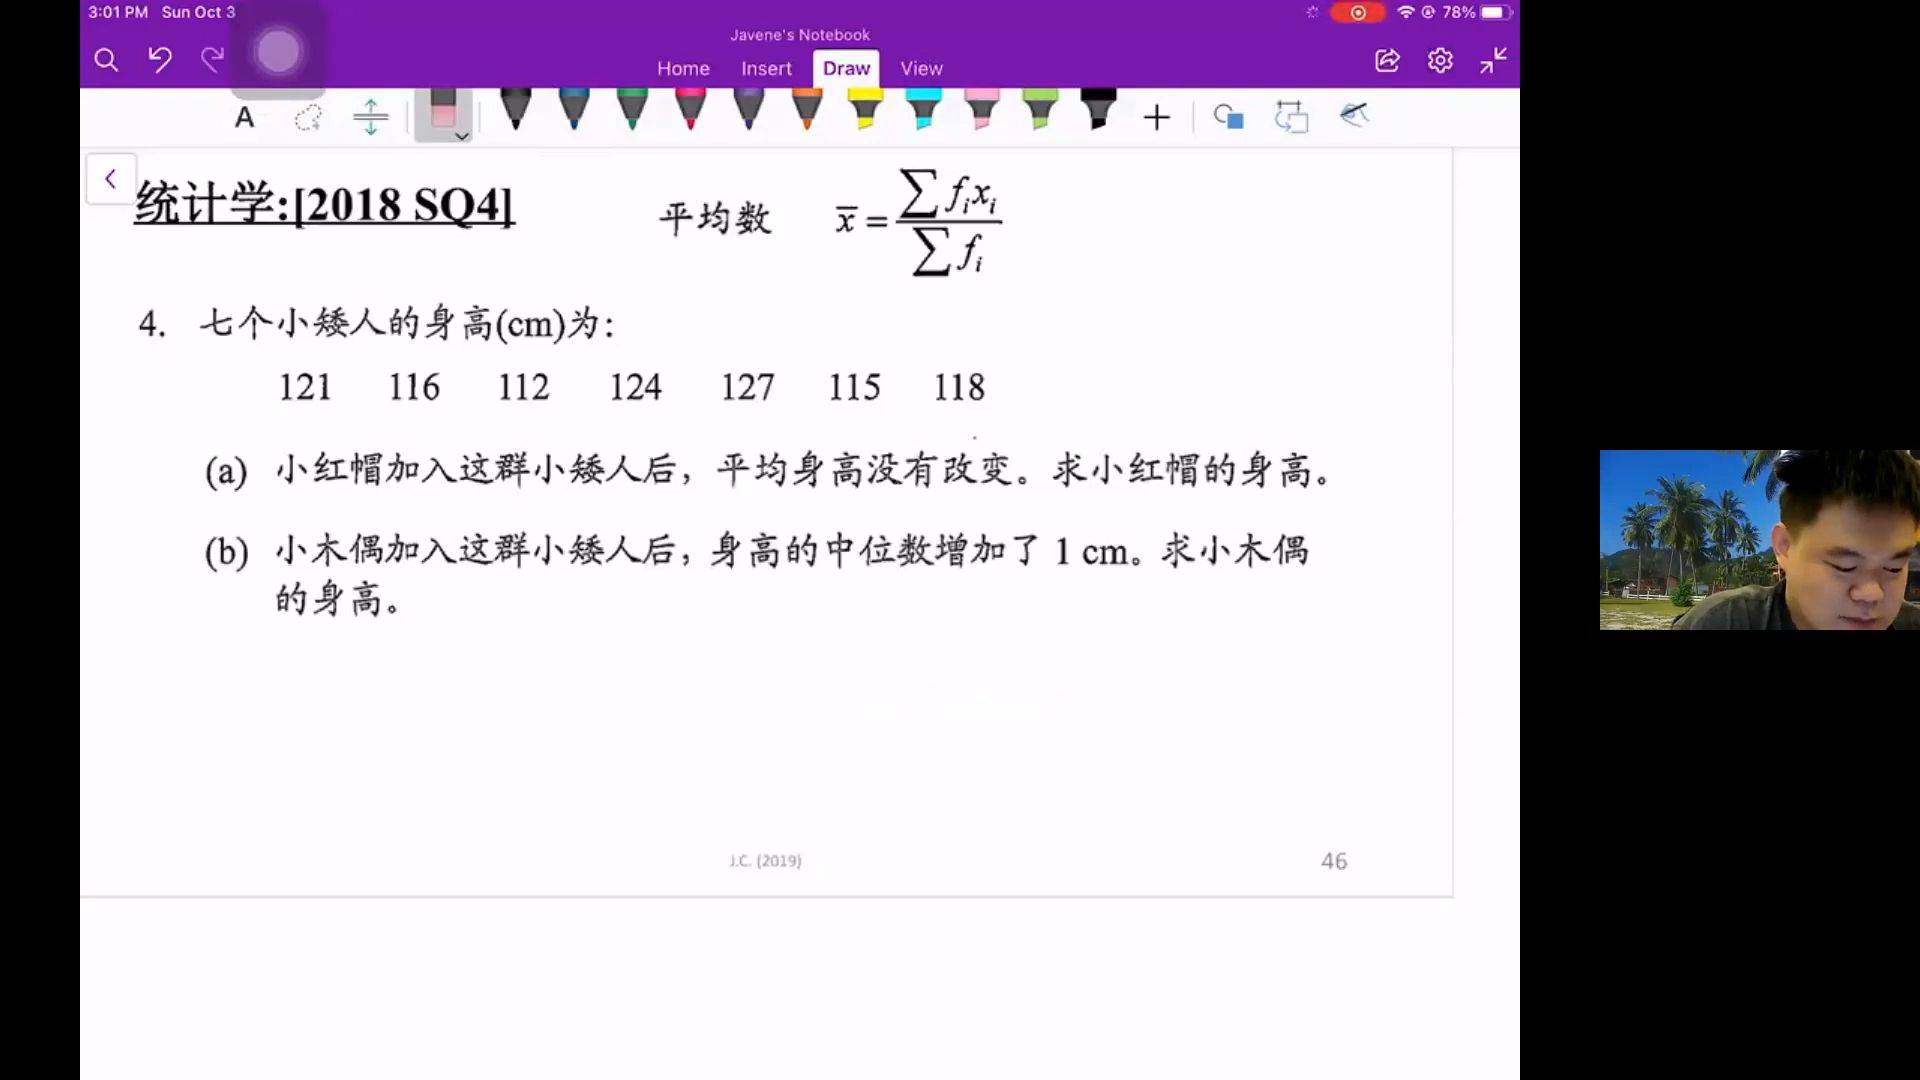 3:01 PM Sun Oct 3
78%
Javene's Notebook
Home Insert Draw View
A
统计学:[2018 SQ4]
平均数 x̄ = ∑ fᵢxᵢ / ∑ fᵢ
4. 七个小矮人的身高(cm)为:
121 116 112 124 127 115 118
(a) 小红帽加入这群小矮人后，平均身高没有改变。求小红帽的身高。
(b) 小木偶加入这群小矮人后，身高的中位数增加了 1 cm。求小木偶
的身高。
J.C. (2019)
46